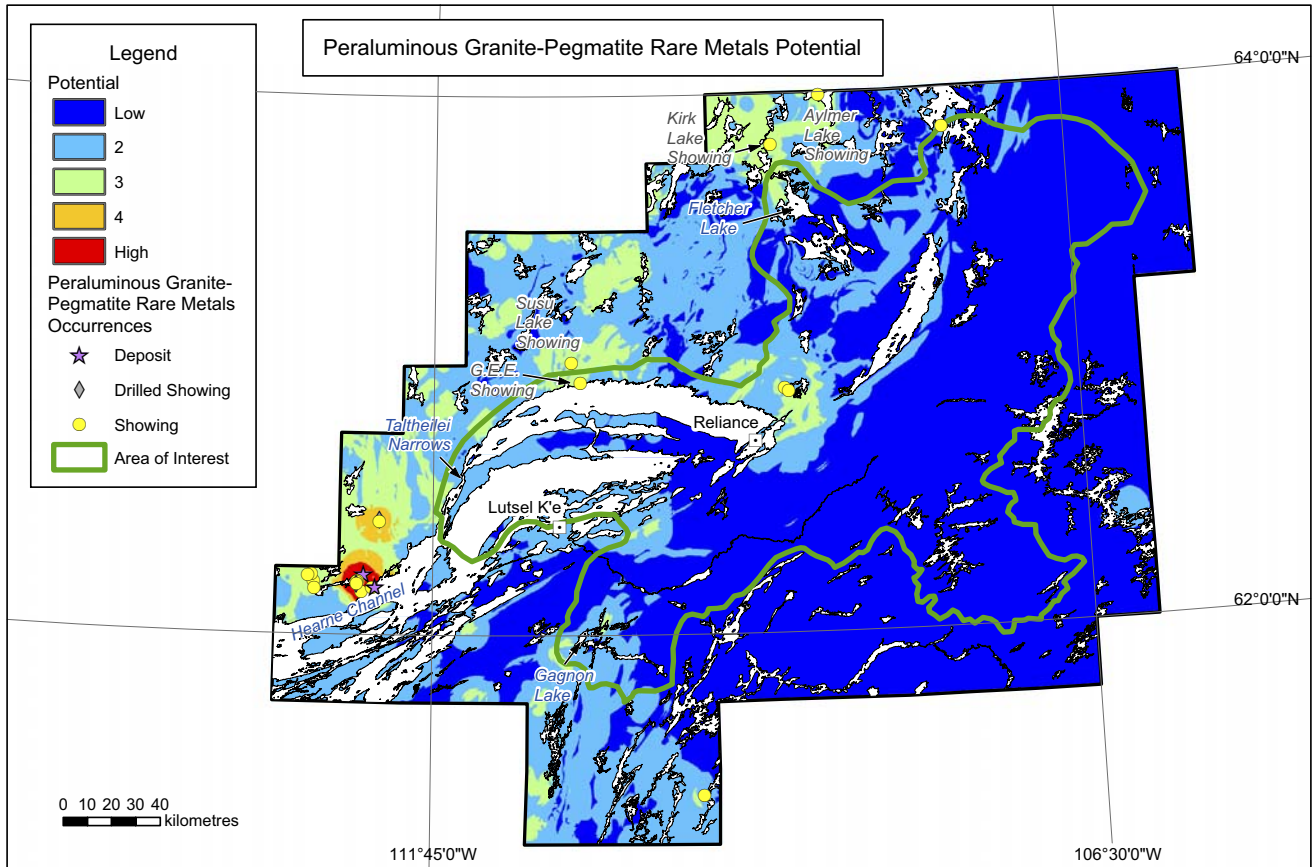 Peraluminous Granite-Pegmatite Rare Metals Potential
Legend
Potential
Low
2
3
4
High
Peraluminous Granite-
Pegmatite Rare Metals
Occurrences
Deposit
Drilled Showing
Showing
Area of Interest
64°0'0"N
Kirk
Lake
Showing
Aylmer
Lake
Showing
Fletcher
Lake
Susu
Lake
Showing
G.E.E.
Showing
Taltheilei
Narrows
Reliance
Lutsel K'e
Hearne Channel
62°0'0"N
Gagnon
Lake
0 10 20 30 40
kilometres
111°45'0"W
106°30'0"W